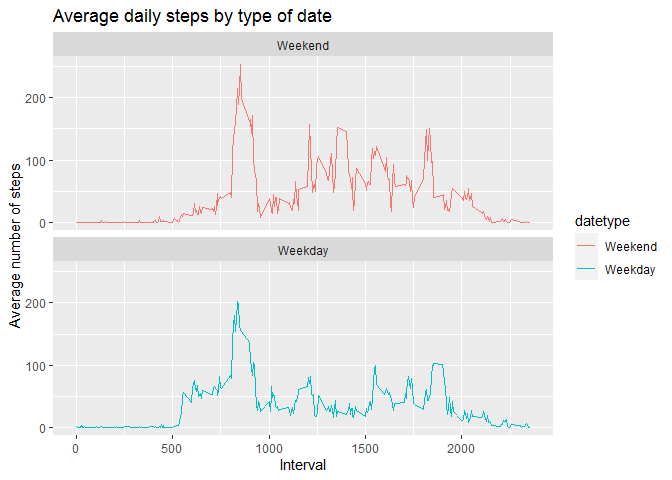 Average daily steps by type of date
Weekend
200
100
0
Weekday
200
100
0
0 500 1000 1500 2000
Interval
Average number of steps
datetype
Weekend
Weekday